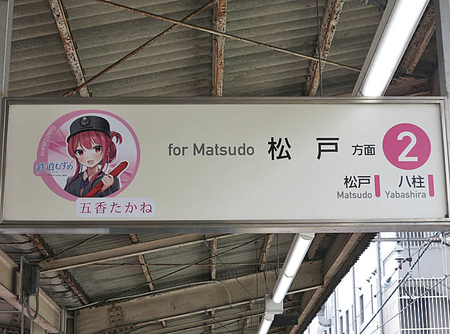 鉄道むすめ
五香たかね
for Matsudo 松戸 方面 2
松戸 八柱
Matsudo Yabashira